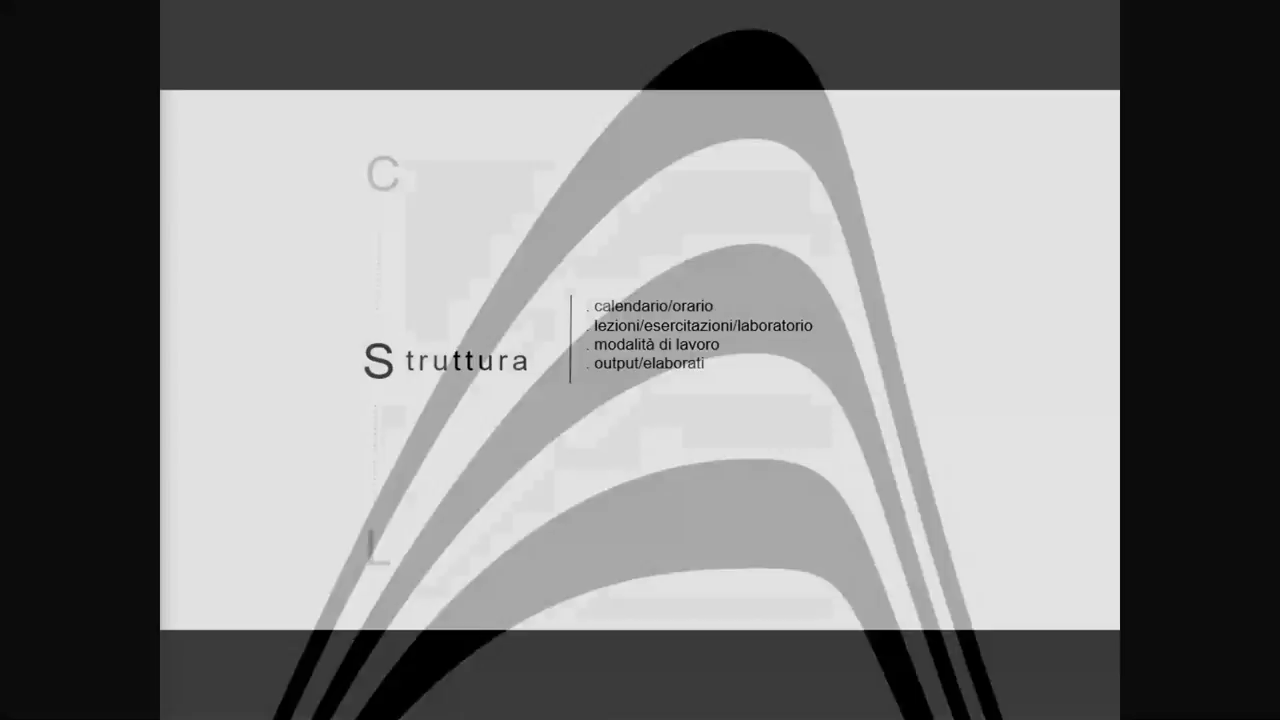 C
Struttura
. calendario/orario
. lezioni/esercitazioni/laboratorio
. modalità di lavoro
. output/elaborati
L